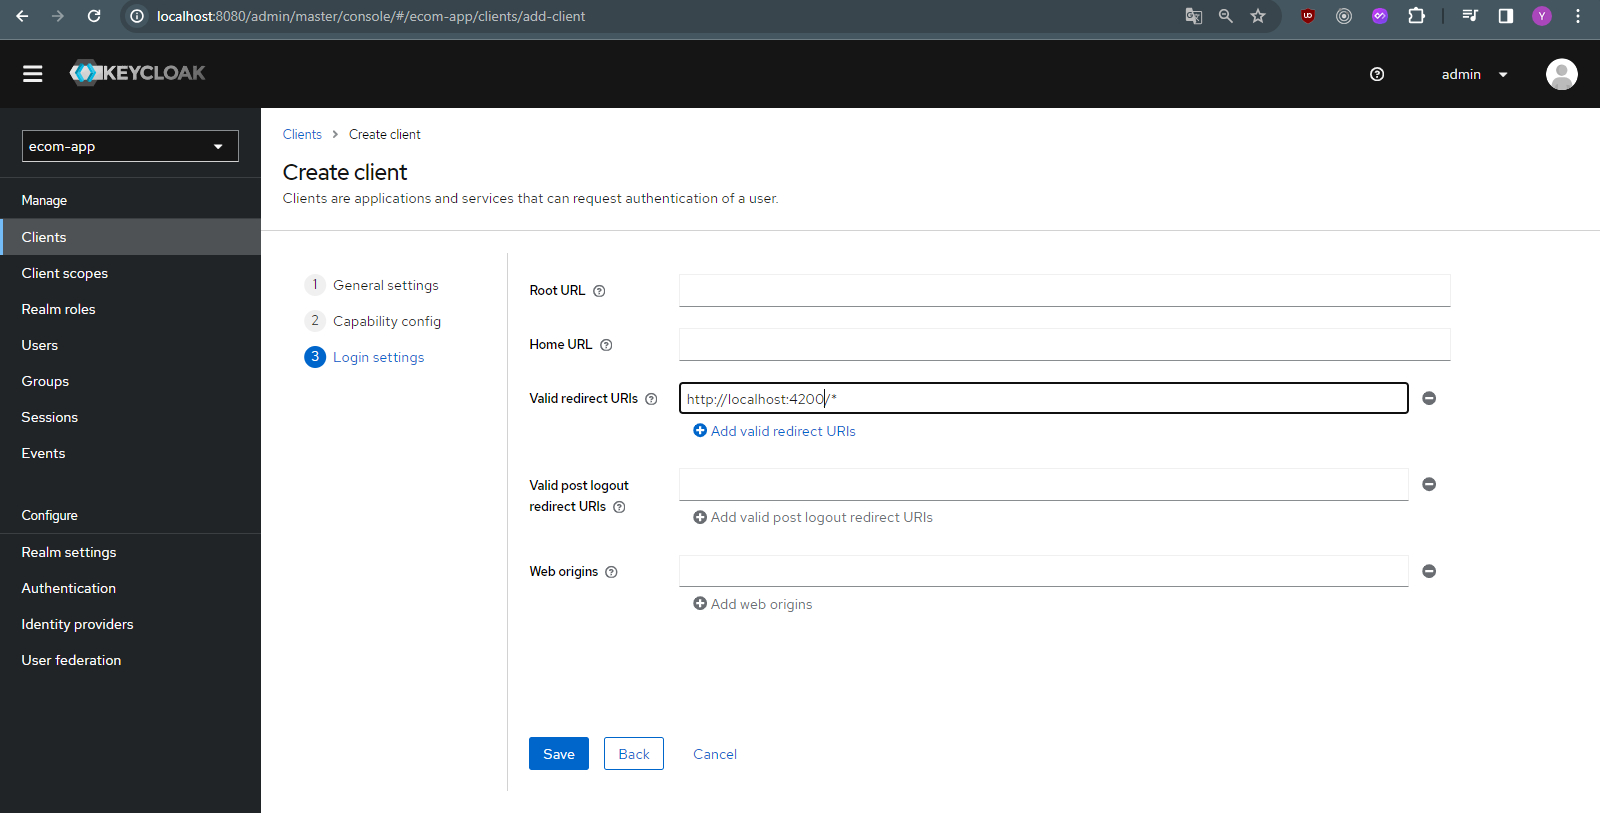 localhost:8080/admin/master/console/#/ecom-app/clients/add-client
Y
KEYCLOAK
admin
ecom-app
Manage
Clients
Client scopes
Realm roles
Users
Groups
Sessions
Events
Configure
Realm settings
Authentication
Identity providers
User federation
Clients > Create client
Create client
Clients are applications and services that can request authentication of a user.
1 General settings
2 Capability config
3 Login settings
Root URL
Home URL
Valid redirect URIs
http://localhost:4200/*
Add valid redirect URIs
Valid post logout
redirect URIs
Add valid post logout redirect URIs
Web origins
Add web origins
Save
Back
Cancel